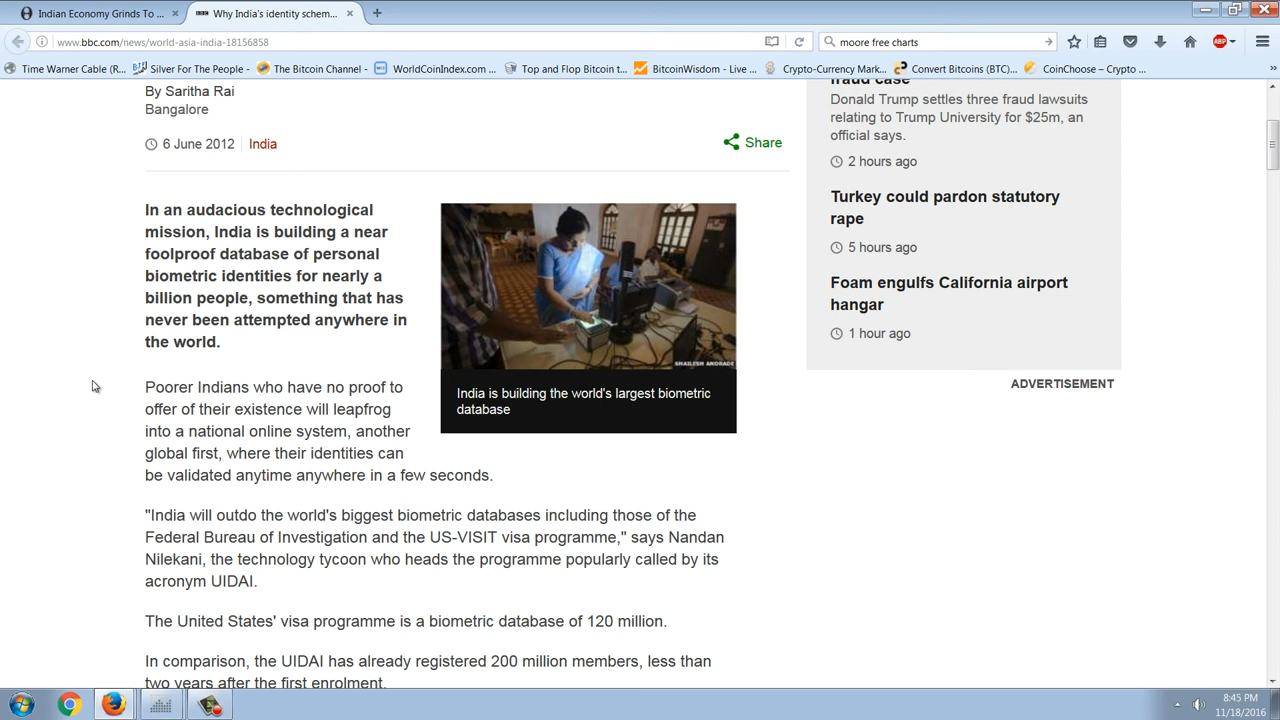 Indian Economy Grinds To ...
Why India's identity schem...
www.bbc.com/news/world-asia-india-18156858
moore free charts
ABP
Time Warner Cable (R...
Silver For The People - ...
The Bitcoin Channel - ...
WorldCoinIndex.com ...
Top and Flop Bitcoin t...
BitcoinWisdom - Live ...
Crypto-Currency Mark...
Convert Bitcoins (BTC)...
CoinChoose – Crypto ...
By Saritha Rai
Bangalore
6 June 2012
India
Share
In an audacious technological
mission, India is building a near
foolproof database of personal
biometric identities for nearly a
billion people, something that has
never been attempted anywhere in
the world.
SHAILESH ANDRADE
India is building the world's largest biometric
database
Poorer Indians who have no proof to
offer of their existence will leapfrog
into a national online system, another
global first, where their identities can
be validated anytime anywhere in a few seconds.
"India will outdo the world's biggest biometric databases including those of the
Federal Bureau of Investigation and the US-VISIT visa programme," says Nandan
Nilekani, the technology tycoon who heads the programme popularly called by its
acronym UIDAI.
The United States' visa programme is a biometric database of 120 million.
In comparison, the UIDAI has already registered 200 million members, less than
two years after the first enrolment.
fraud case
Donald Trump settles three fraud lawsuits
relating to Trump University for $25m, an
official says.
2 hours ago
Turkey could pardon statutory
rape
5 hours ago
Foam engulfs California airport
hangar
1 hour ago
ADVERTISEMENT
8:45 PM
11/18/2016